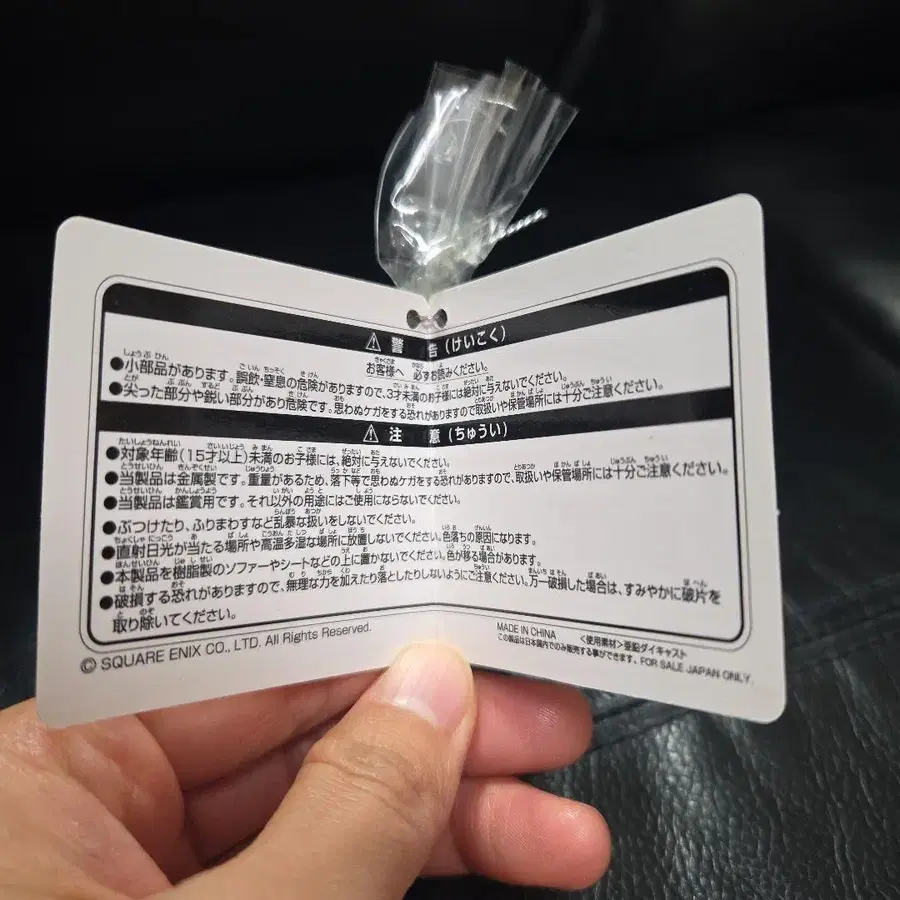 ⚠ 警告(けいこく)
お客様へ 必ずお読みください。
●小部品があります。誤飲・窒息の危険がありますので、3才未満のお子様には絶対に与えないでください。
●尖った部分や鋭い部分があり危険です。思わぬケガをする恐れがありますので取扱いや保管場所には十分ご注意ください。
⚠ 注意(ちゅうい)
●対象年齢(15才以上)未満のお子様には、絶対に与えないでください。
●当製品は金属製です。重量があるため、落下等で思わぬケガをする恐れがありますので、取扱いや保管場所には十分ご注意ください。
●当製品は鑑賞用です。それ以外の用途にはご使用にならないでください。
●ぶつけたり、ふりまわすなど乱暴な扱いをしないでください。
●直射日光が当たる場所や高温多湿な場所に放置しないでください。色落ちの原因になります。
●本製品を樹脂製のソファーやシートなどの上に置かないでください。色が移る場合があります。
●破損する恐れがありますので、無理な力を加えたり落としたりしないようにご注意ください。万一破損した場合は、すみやかに破片を
取り除いてください。
© SQUARE ENIX CO., LTD. All Rights Reserved.
MADE IN CHINA <使用素材>亜鉛ダイキャスト
この製品は日本国内でのみ販売する事ができます。 FOR SALE JAPAN ONLY.